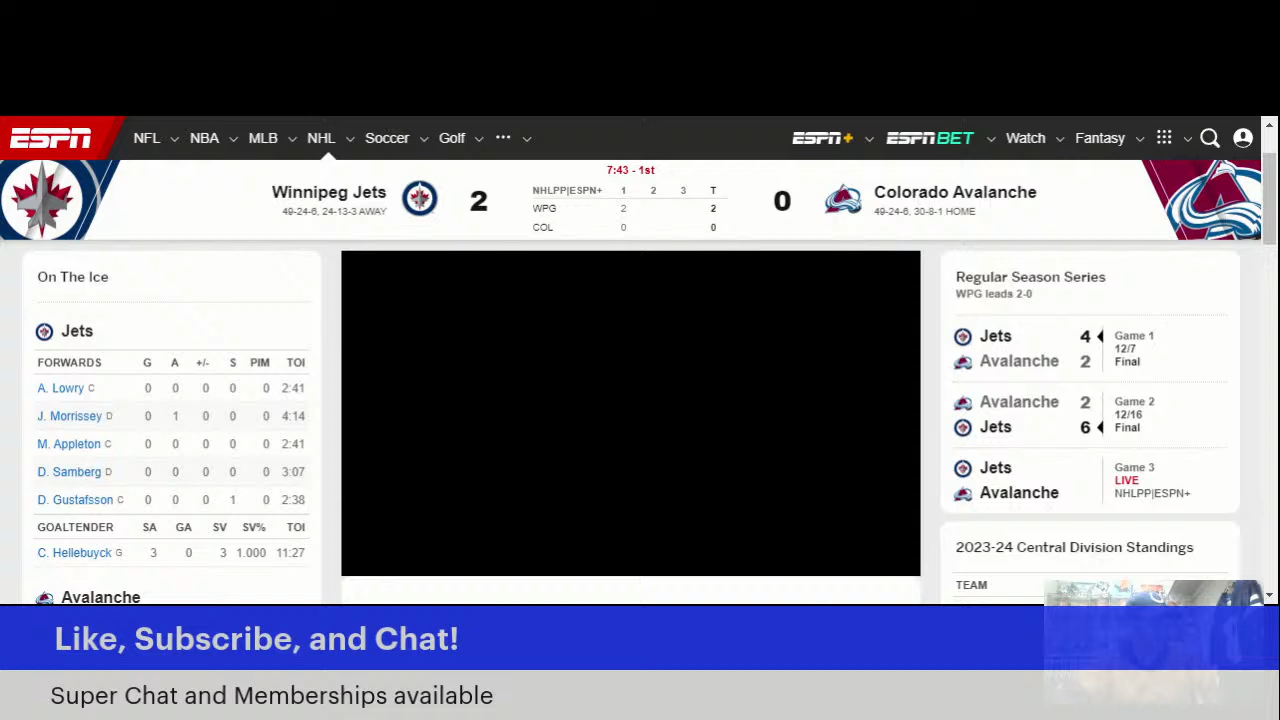 ESPN NFL NBA MLB NHL Soccer Golf ••• ESPN+ ESPN BET Watch Fantasy
7:43 - 1st
Winnipeg Jets 2
49-24-6, 24-13-3 AWAY
NHLPP|ESPN+ 1 2 3 T
WPG 2 2
COL 0 0
0 Colorado Avalanche
49-24-6, 30-8-1 HOME
On The Ice
Jets
FORWARDS G A +/- S PIM TOI
A. Lowry C 0 0 0 0 0 2:41
J. Morrissey D 0 1 0 0 0 4:14
M. Appleton C 0 0 0 0 0 2:41
D. Samberg D 0 0 0 0 0 3:07
D. Gustafsson C 0 0 0 1 0 2:38
GOALTENDER SA GA SV SV% TOI
C. Hellebuyck G 3 0 3 1.000 11:27
Avalanche
Regular Season Series
WPG leads 2-0
Jets 4
Avalanche 2
Game 1
12/7
Final
Avalanche 2
Jets 6
Game 2
12/16
Final
Jets
Avalanche
Game 3
LIVE
NHLPP|ESPN+
2023-24 Central Division Standings
TEAM
Like, Subscribe, and Chat!
Super Chat and Memberships available